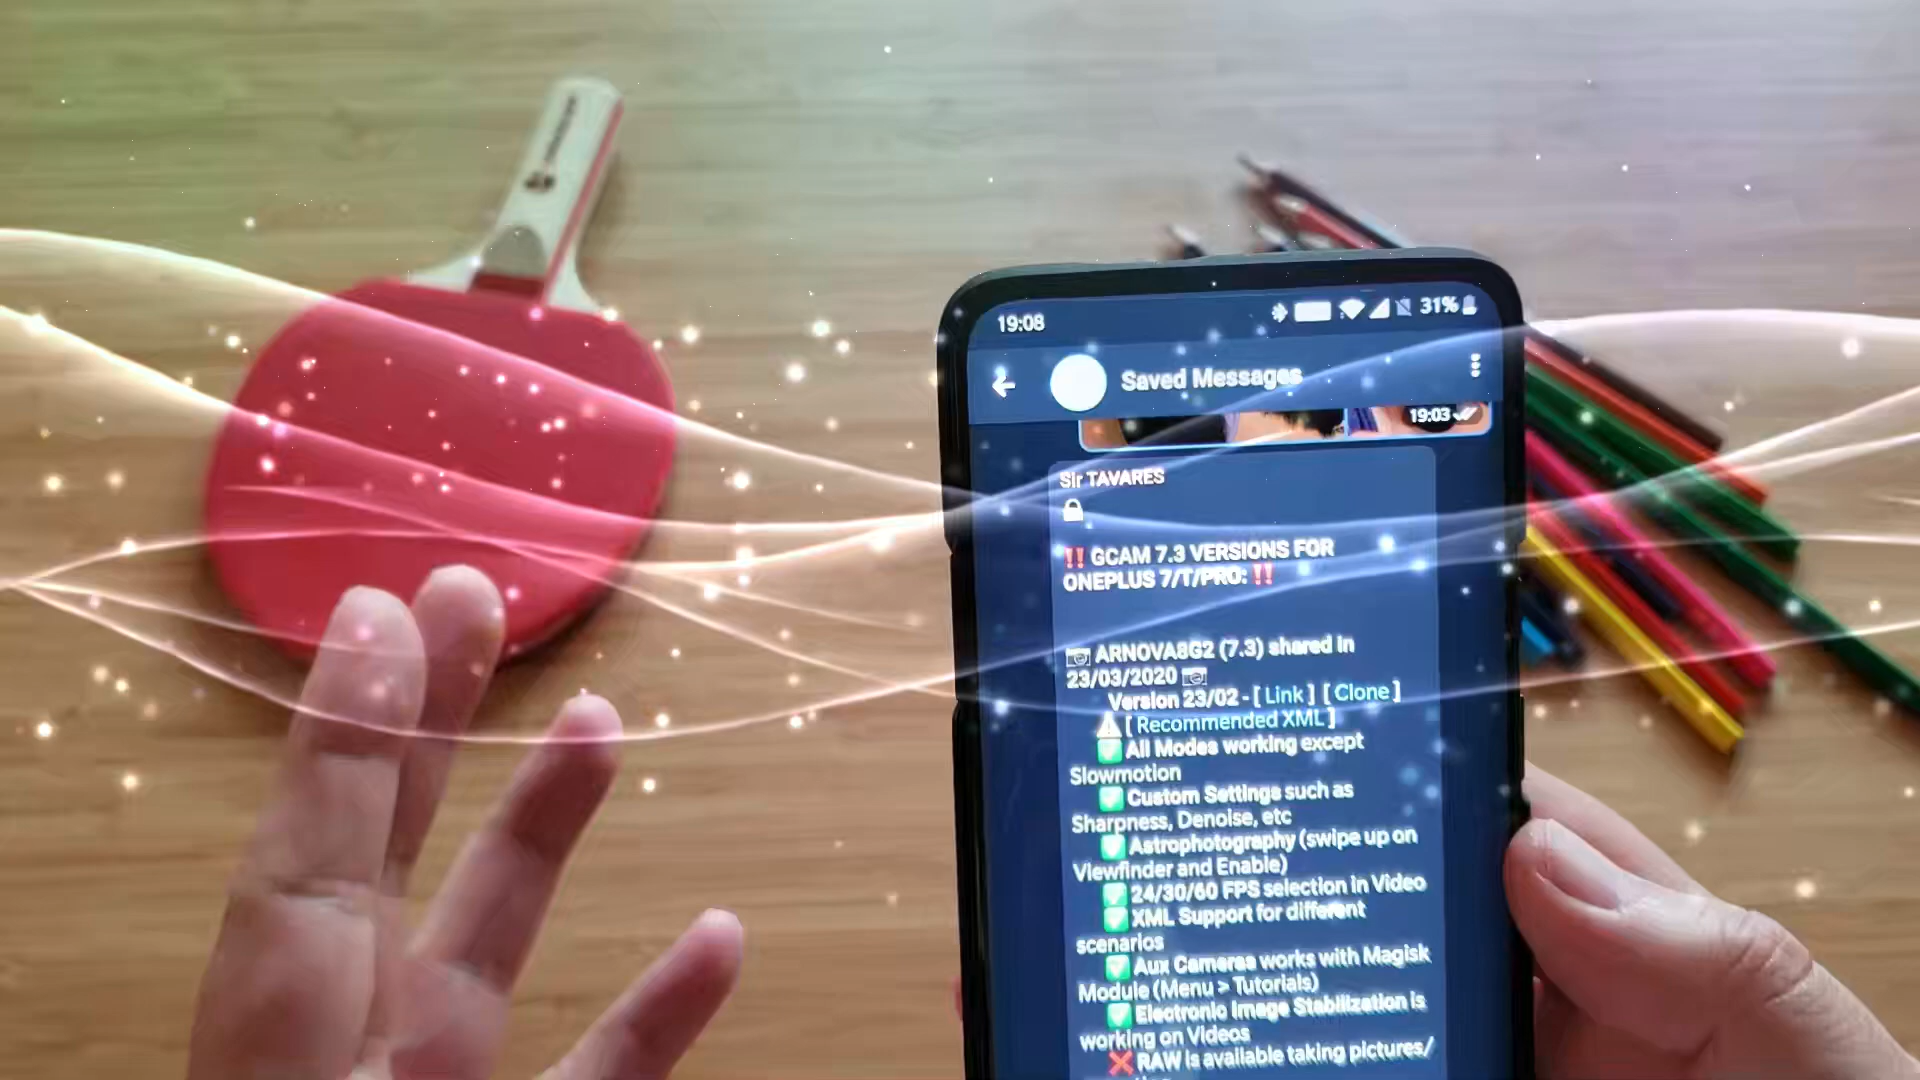 19:08
31%
Saved Messages
19:03
Sir TAVARES
‼️ GCAM 7.3 VERSIONS FOR
ONEPLUS 7/T/PRO: ‼️
📷 ARNOVA8G2 (7.3) shared in
23/03/2020 📷
Version 23/02 - [ Link ] [ Clone ]
⚠️ [ Recommended XML ]
✅ All Modes working except
Slowmotion
✅ Custom Settings such as
Sharpness, Denoise, etc
✅ Astrophotography (swipe up on
Viewfinder and Enable)
✅ 24/30/60 FPS selection in Video
✅ XML Support for different
scenarios
✅ Aux Cameras works with Magisk
Module (Menu > Tutorials)
✅ Electronic Image Stabilization is
working on Videos
❌ RAW is available taking pictures/